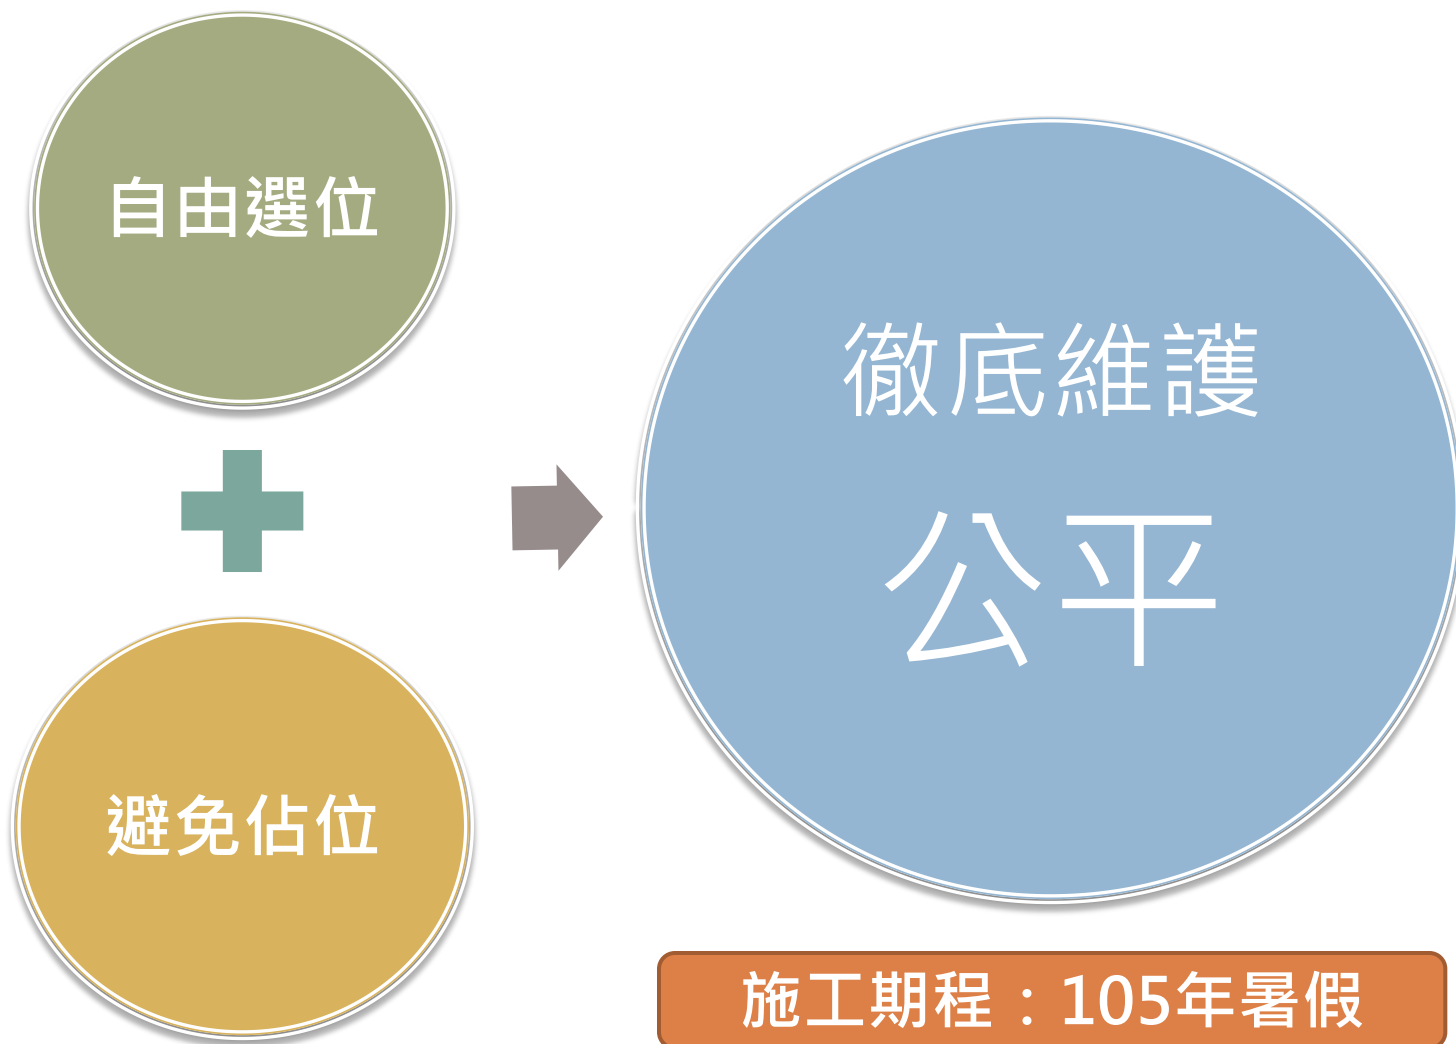 自由選位
避免佔位
徹底維護
公平
施工期程：105年暑假